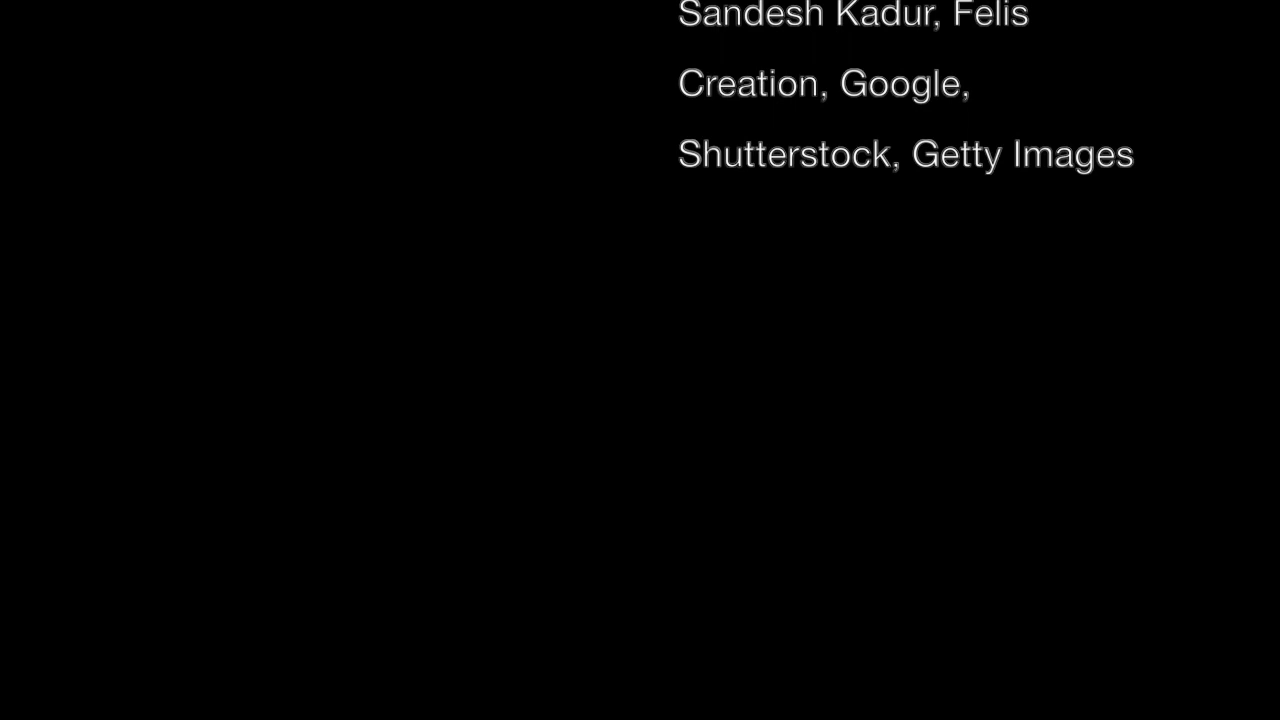 Sandesh Kadur, Felis
Creation, Google,
Shutterstock, Getty Images